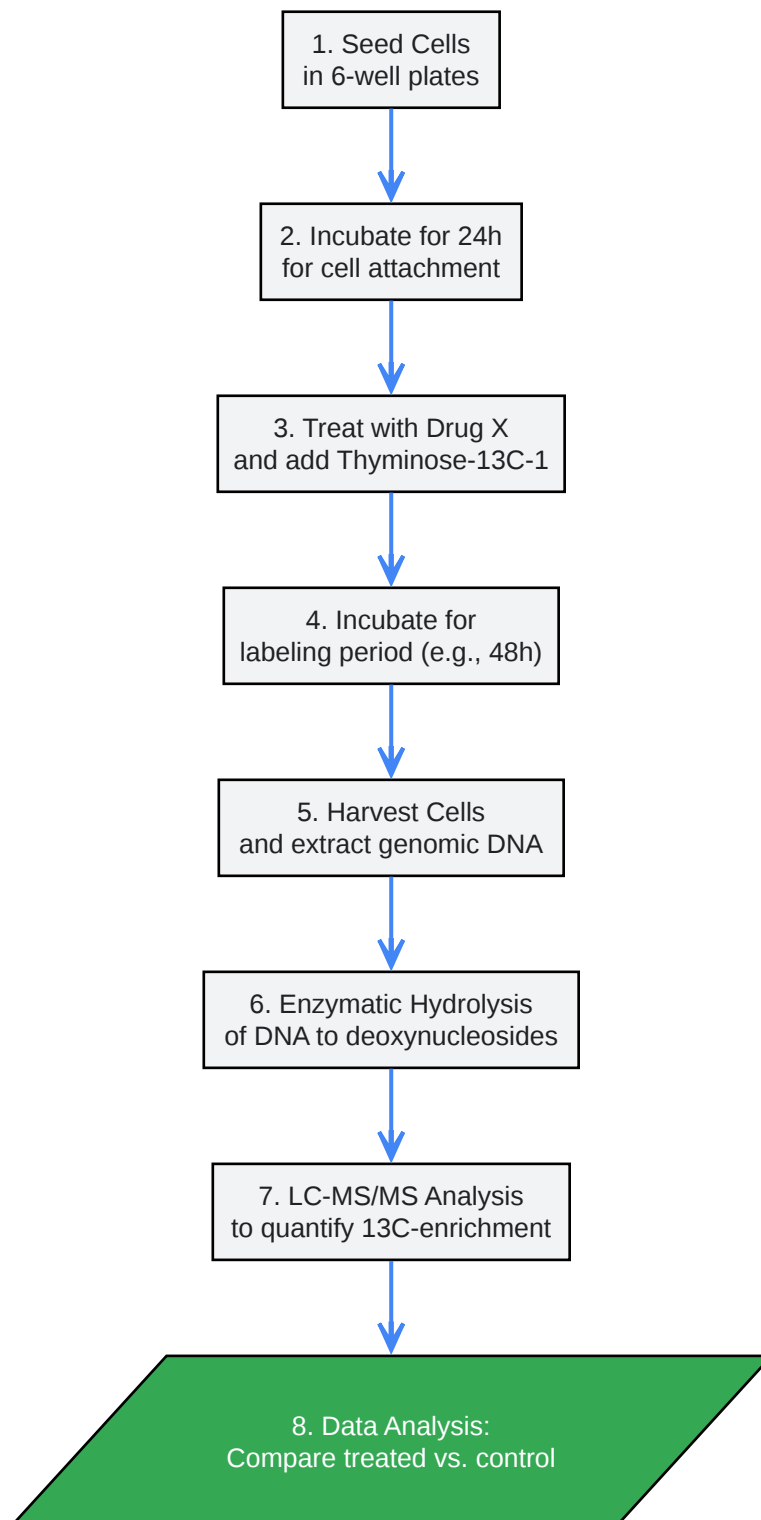 1. Seed Cells
in 6-well plates
2. Incubate for 24h
for cell attachment
3. Treat with Drug X
and add Thyminose-13C-1
4. Incubate for
labeling period (e.g., 48h)
5. Harvest Cells
and extract genomic DNA
6. Enzymatic Hydrolysis
of DNA to deoxynucleosides
7. LC-MS/MS Analysis
to quantify 13C-enrichment
8. Data Analysis:
Compare treated vs. control